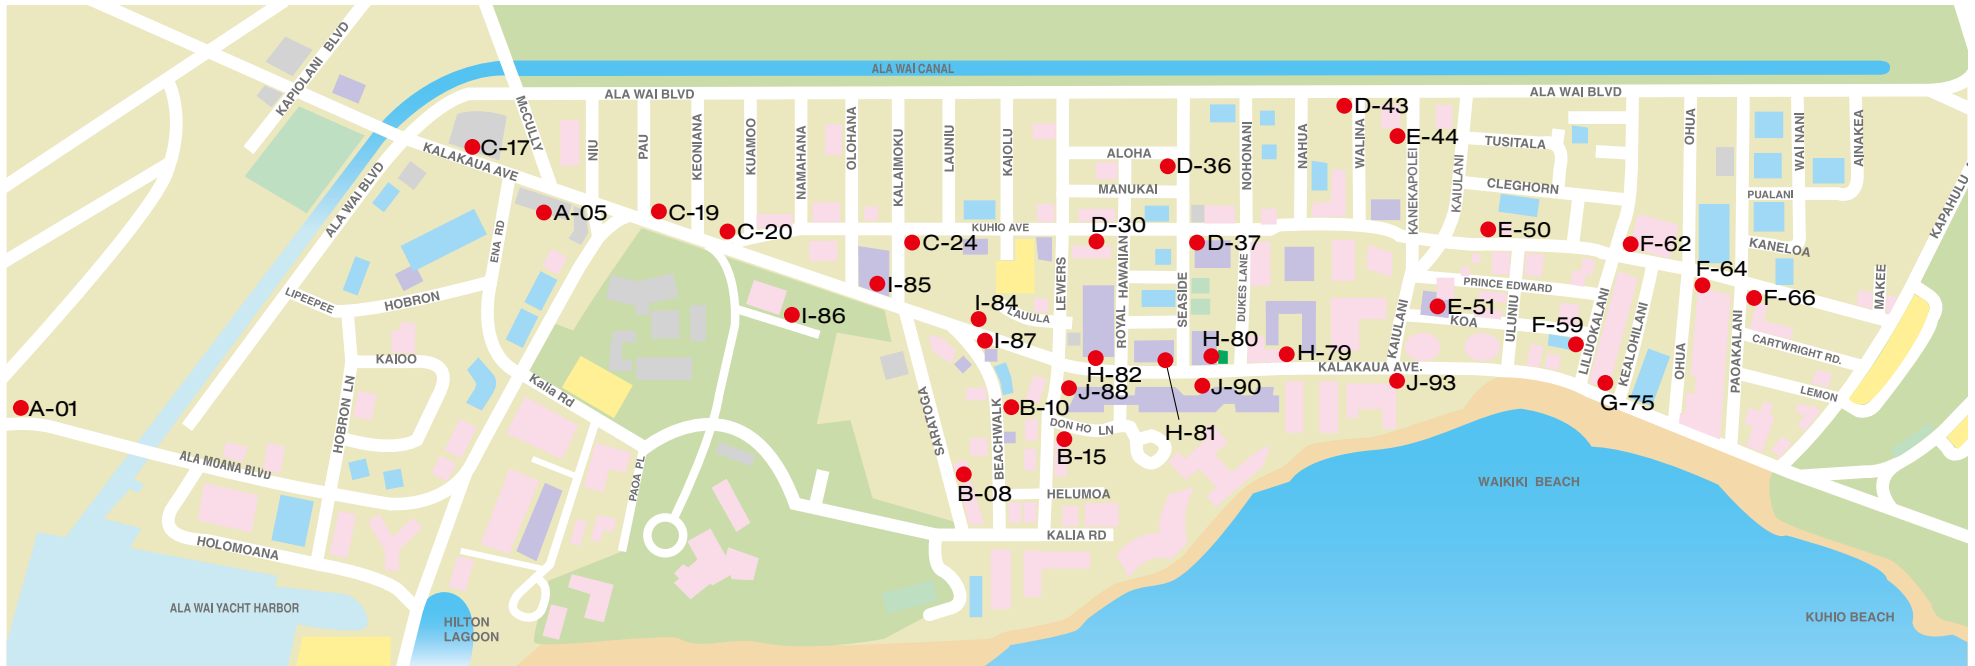 KAPIOLANI BLVD
McCULLY
ALA WAI CANAL
ALA WAI BLVD
ALA WAI BLVD
ALA WAI BLVD
C-17
KALAKAUA AVE
NIU
PAU
KEONIANA
KUAMOO
NAMAHANA
OLOHANA
KALAIMOKU
LAUNIU
KAIOLU
ALOHA
MANUKAI
D-36
NOHONANI
NAHUA
D-43
WALINA
E-44
KANEKAPOLEI
KAIULANI
TUSITALA
CLEGHORN
OHUA
WAI NANI
AINAKEA
PUALANI
KAPAHULU A
A-05
C-19
C-20
C-24
KUHIO AVE
D-30
D-37
E-50
F-62
KANELOA
ENA RD
LIPEEPEE
HOBRON
I-85
I-84
I-86
I-87
LAUULA
LEWERS
ROYAL HAWAIIAN
SEASIDE
DUKES LANE
PRINCE EDWARD
E-51
KOA
KAIULANI
ULUNIU
F-59
LILIUOKALANI
KEALOHILANI
F-64
F-66
MAKEE
OHUA
PAOAKALANI
CARTWRIGHT RD.
LEMON
KAIOO
HOBRON LN
Kalia Rd
A-01
H-82
H-80
H-79
KALAKAUA AVE.
J-88
J-90
J-93
G-75
H-81
B-10
DON HO LN
B-15
SARATOGA
BEACHWALK
B-08
HELUMOA
KALIA RD
PAOA PL
ALA MOANA BLVD
HOLOMOANA
ALA WAI YACHT HARBOR
HILTON
LAGOON
WAIKIKI BEACH
KUHIO BEACH